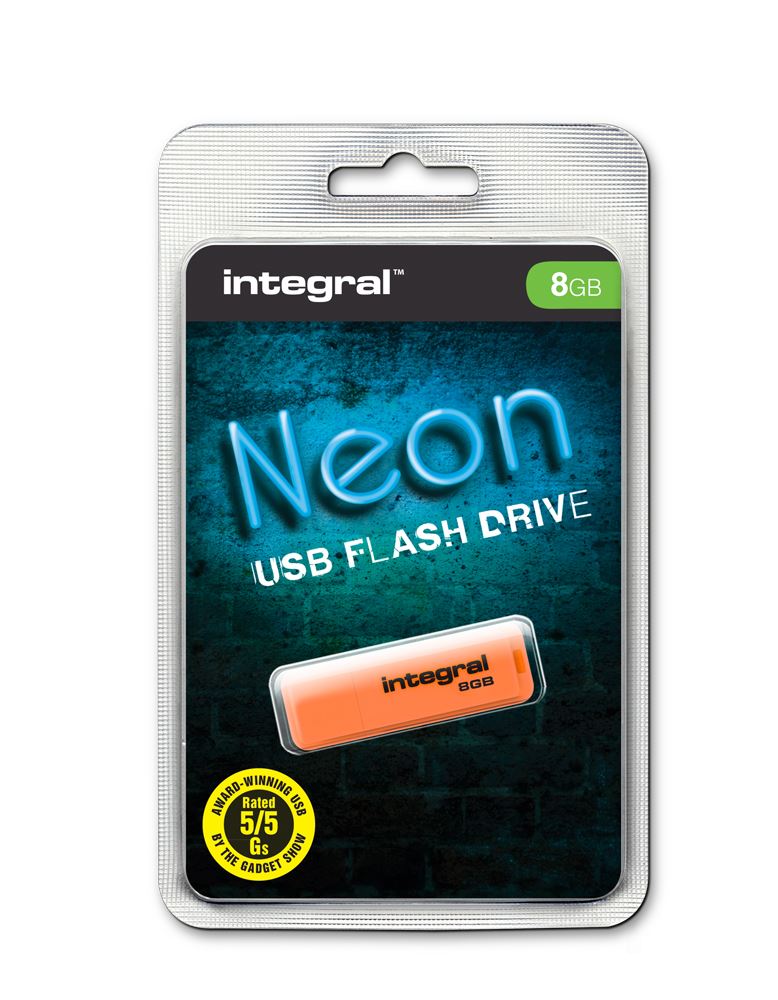 integral™
8GB
Neon
USB FLASH DRIVE
integral
8GB
AWARD-WINNING USB
Rated
5/5
Gs
BY THE GADGET SHOW